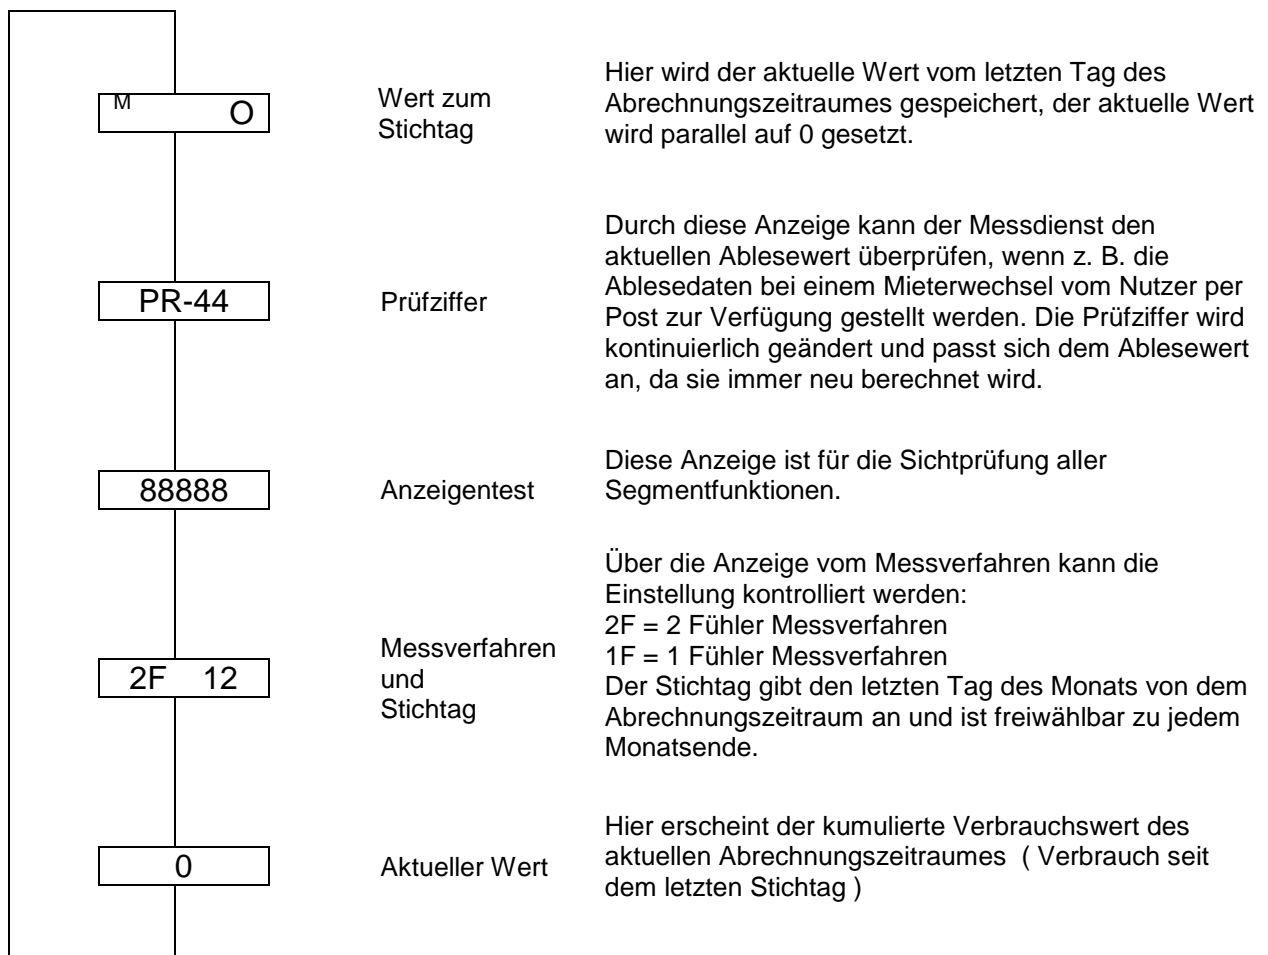 M O
Wert zum
Stichtag
Hier wird der aktuelle Wert vom letzten Tag des
Abrechnungszeitraumes gespeichert, der aktuelle Wert
wird parallel auf 0 gesetzt.
PR-44
Prüfziffer
Durch diese Anzeige kann der Messdienst den
aktuellen Ablesewert überprüfen, wenn z. B. die
Ablesedaten bei einem Mieterwechsel vom Nutzer per
Post zur Verfügung gestellt werden. Die Prüfziffer wird
kontinuierlich geändert und passt sich dem Ablesewert
an, da sie immer neu berechnet wird.
88888
Anzeigentest
Diese Anzeige ist für die Sichtprüfung aller
Segmentfunktionen.
2F 12
Messverfahren
und
Stichtag
Über die Anzeige vom Messverfahren kann die
Einstellung kontrolliert werden:
2F = 2 Fühler Messverfahren
1F = 1 Fühler Messverfahren
Der Stichtag gibt den letzten Tag des Monats von dem
Abrechnungszeitraum an und ist freiwählbar zu jedem
Monatsende.
0
Aktueller Wert
Hier erscheint der kumulierte Verbrauchswert des
aktuellen Abrechnungszeitraumes ( Verbrauch seit
dem letzten Stichtag )